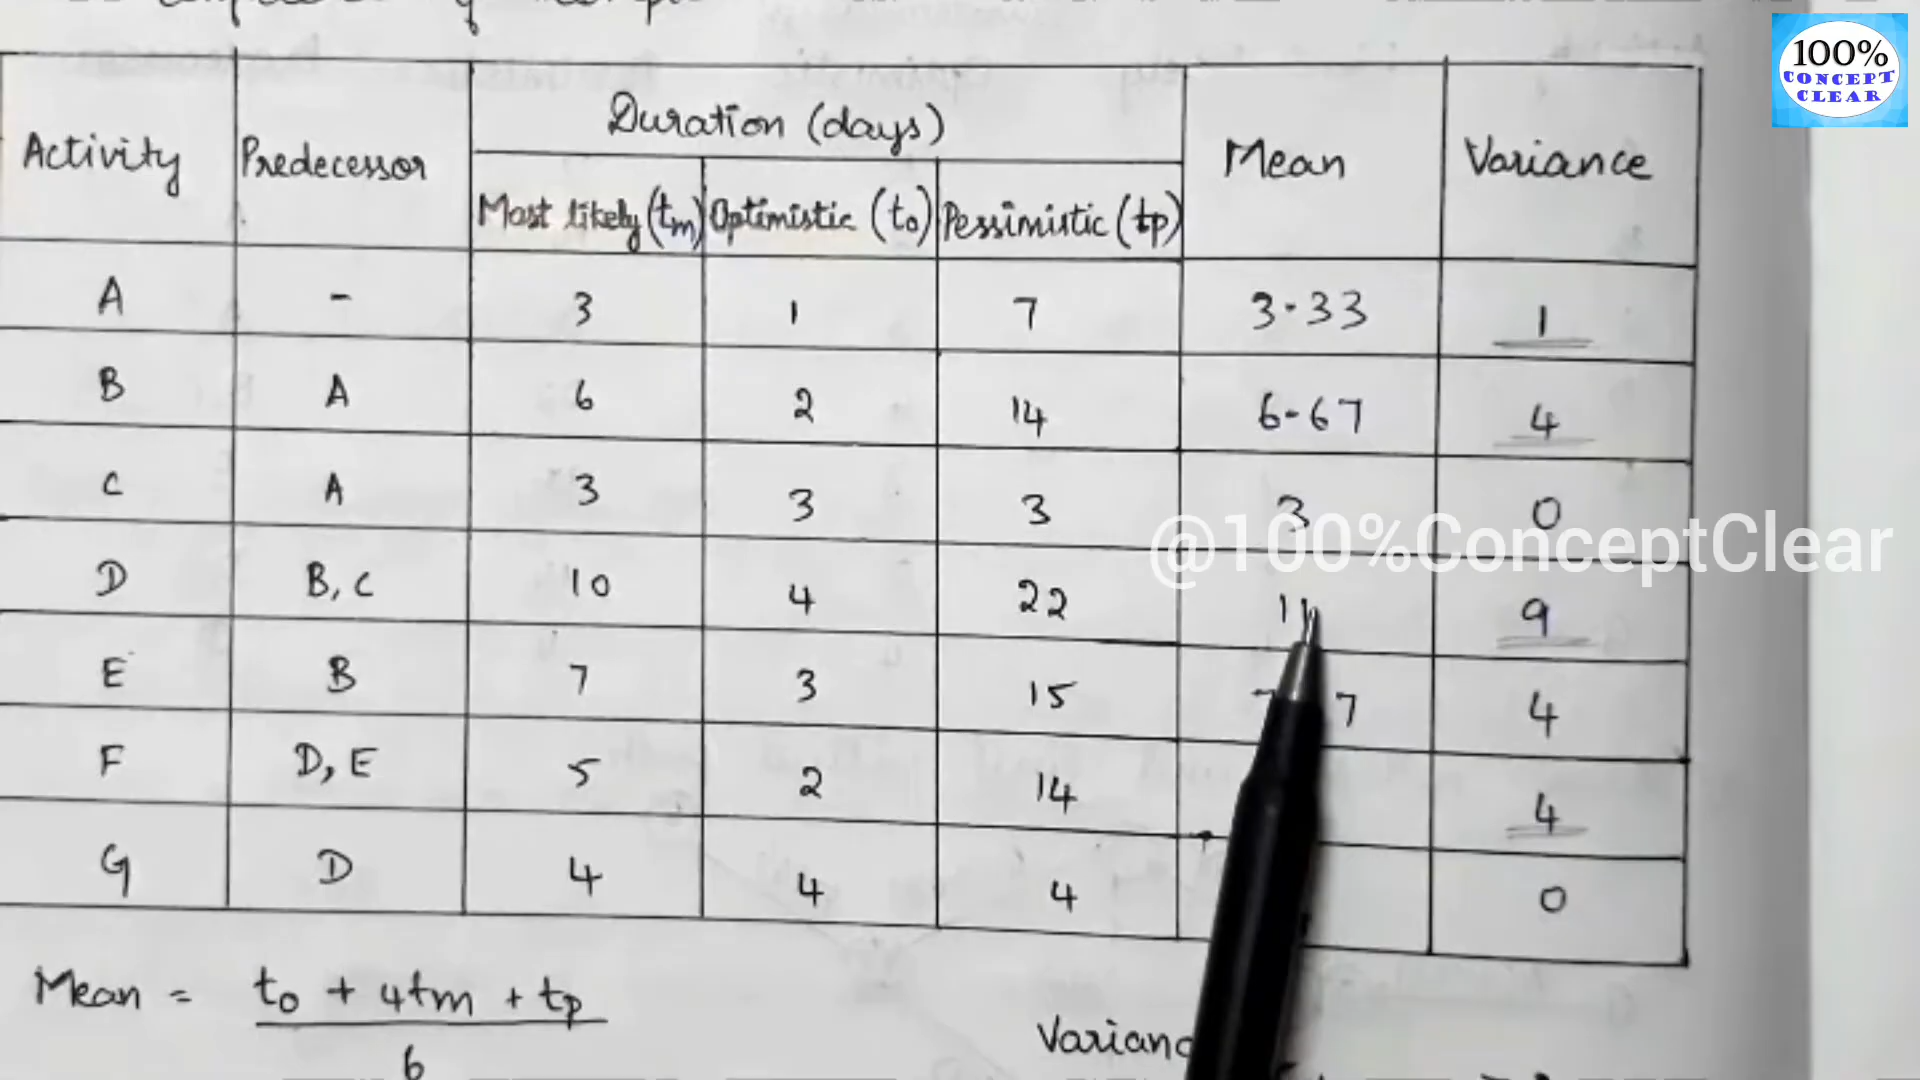 100%
CONCEPT
CLEAR
Activity Predecessor Duration (days) Mean Variance
Most likely (tm) Optimistic (to) Pessimistic (tp)
A - 3 1 7 3.33 1
B A 6 2 14 6.67 4
C A 3 3 3 3 0
@100%ConceptClear
D B, C 10 4 22 11 9
E B 7 3 15 7 4
F D, E 5 2 14 4
G D 4 4 4 0
Mean = to + 4tm + tp
6